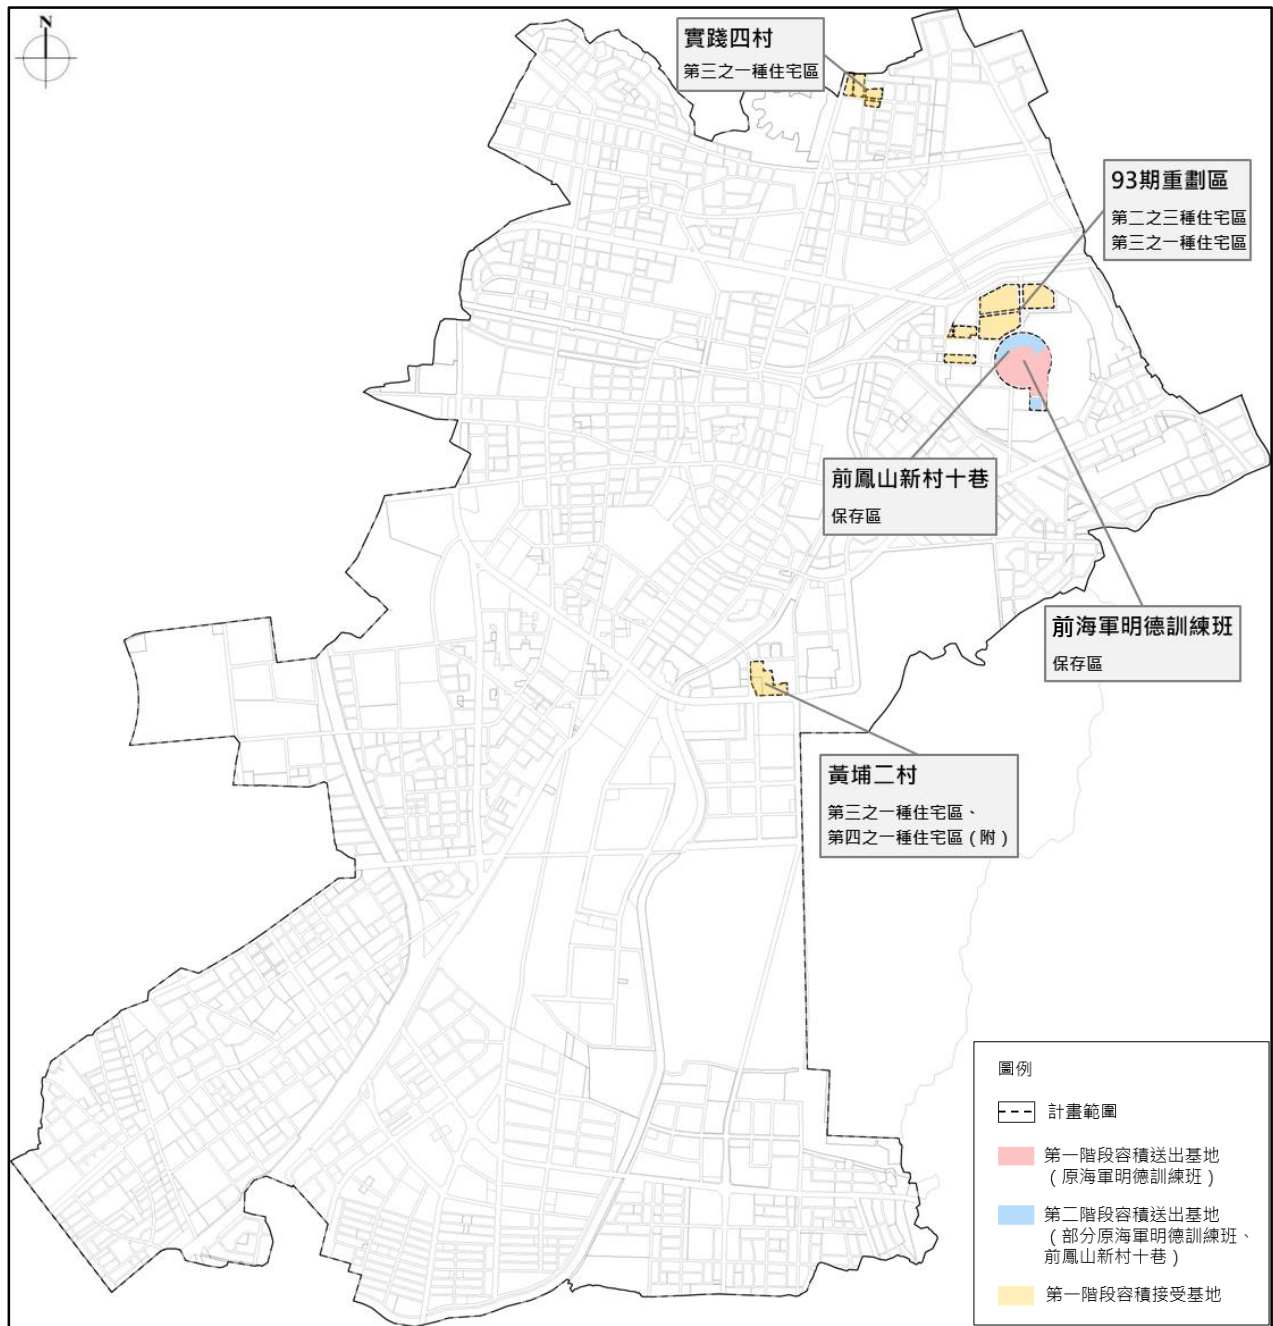 N
實踐四村
第三之一種住宅區
93期重劃區
第二之三種住宅區
第三之一種住宅區
前鳳山新村十巷
保存區
前海軍明德訓練班
保存區
黃埔二村
第三之一種住宅區、
第四之一種住宅區（附）
圖例
計畫範圍
第一階段容積送出基地
（原海軍明德訓練班）
第二階段容積送出基地
（部分原海軍明德訓練班、
前鳳山新村十巷）
第一階段容積接受基地